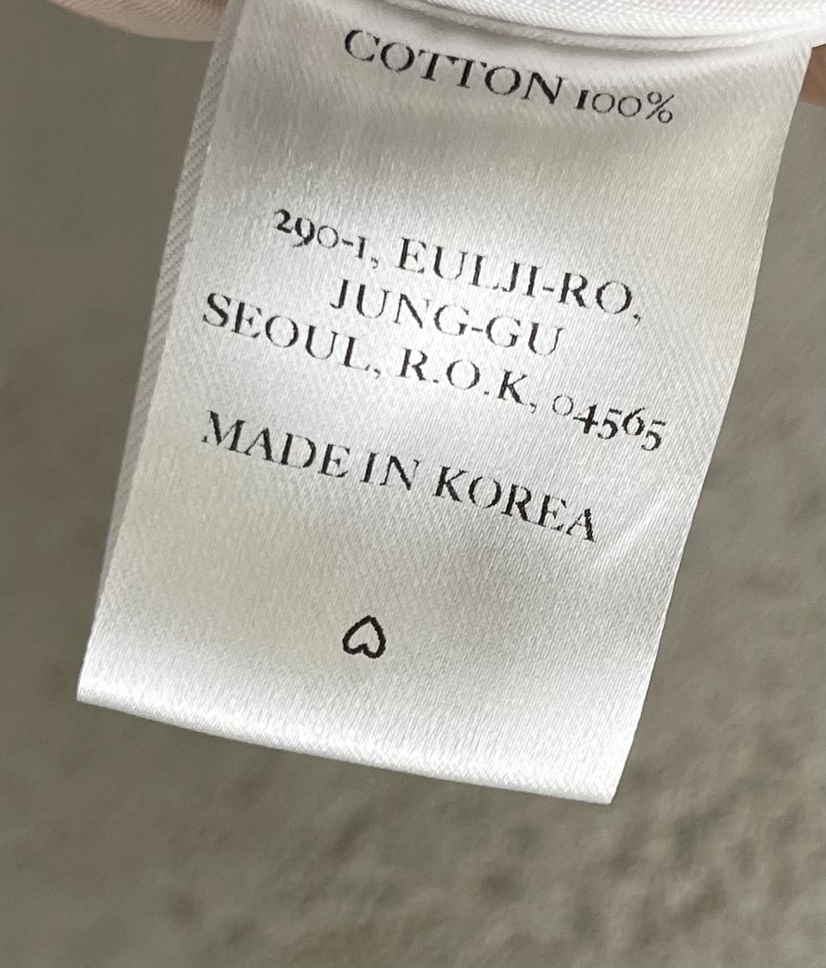 COTTON 100%
290-1, EULJI-RO,
JUNG-GU
SEOUL, R.O.K, 04565
MADE IN KOREA